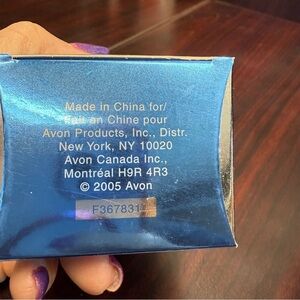 Made in China for/
Fait en Chine pour
Avon Products, Inc., Distr.
New York, NY 10020
Avon Canada Inc.,
Montréal H9R 4R3
© 2005 Avon